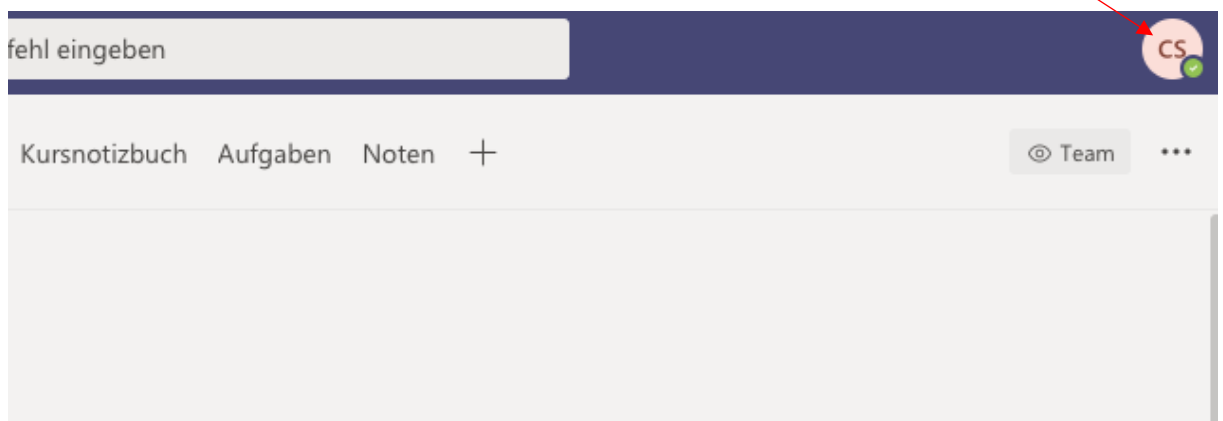 fehl eingeben
CS
Kursnotizbuch Aufgaben Noten +
Team ...